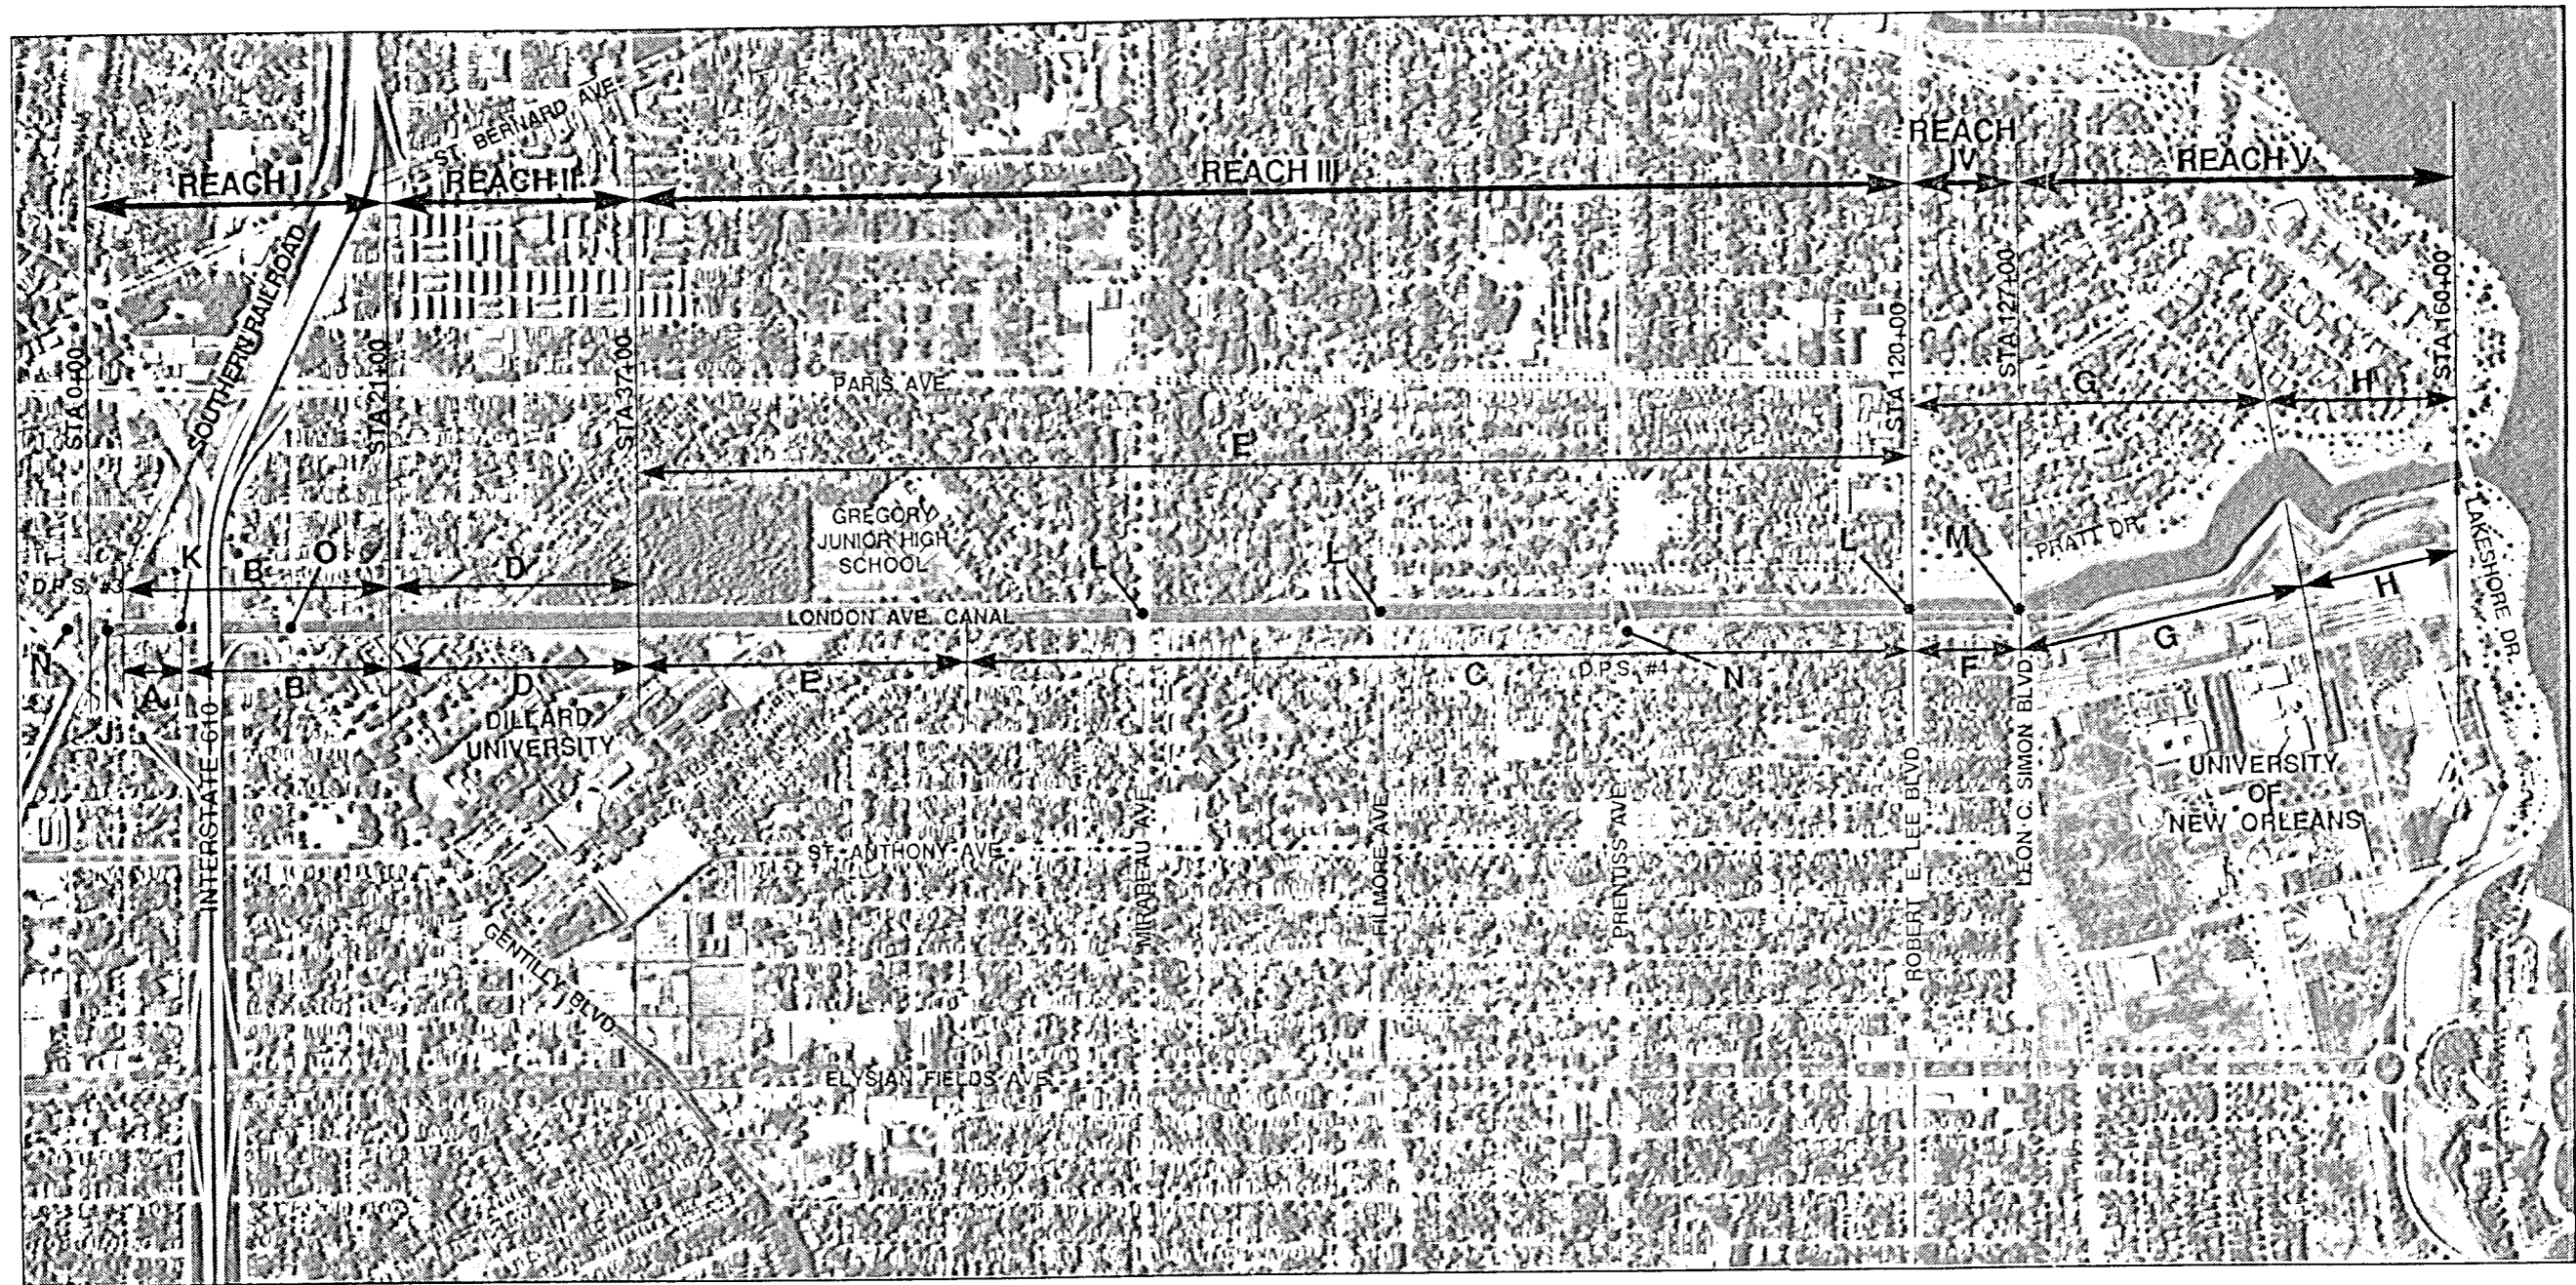 ST. BERNARD AVE.
REACH I
REACH II
REACH III
REACH
IV
REACH V
SOUTHERN RAILROAD
STA 0+00
STA 21+00
STA 37+00
STA 120+00
STA 127+00
STA 160+00
PARIS AVE.
E
G
H
GREGORY
JUNIOR HIGH
SCHOOL
D.P.S. #3
K
B
O
D
L
L
L
M
PRATT DR.
LAKESHORE DR.
LONDON AVE. CANAL
N
A
B
D
E
C
D.P.S. #4
N
F
G
H
J
INTERSTATE 610
DILLARD
UNIVERSITY
MIRABEAU AVE.
FILMORE AVE.
PRENTISS AVE.
ROBERT E. LEE BLVD
LEON C. SIMON BLVD.
UNIVERSITY
OF
NEW ORLEANS
ST. ANTHONY AVE.
GENTILLY BLVD.
ELYSIAN FIELDS AVE.